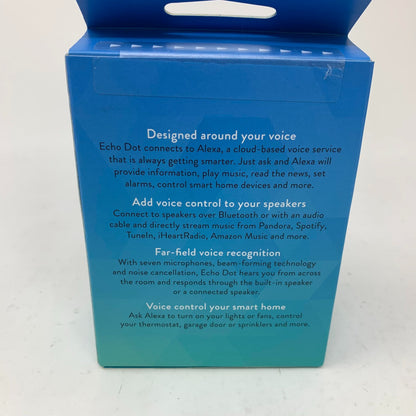 Designed around your voice
Echo Dot connects to Alexa, a cloud-based voice service
that is always getting smarter. Just ask and Alexa will
provide information, play music, read the news, set
alarms, control smart home devices and more.
Add voice control to your speakers
Connect to speakers over Bluetooth or with an audio
cable and directly stream music from Pandora, Spotify,
TuneIn, iHeartRadio, Amazon Music and more.
Far-field voice recognition
With seven microphones, beam-forming technology
and noise cancellation, Echo Dot hears you from across
the room and responds through the built-in speaker
or a connected speaker.
Voice control your smart home
Ask Alexa to turn on your lights or fans, control
your thermostat, garage door or sprinklers and more.